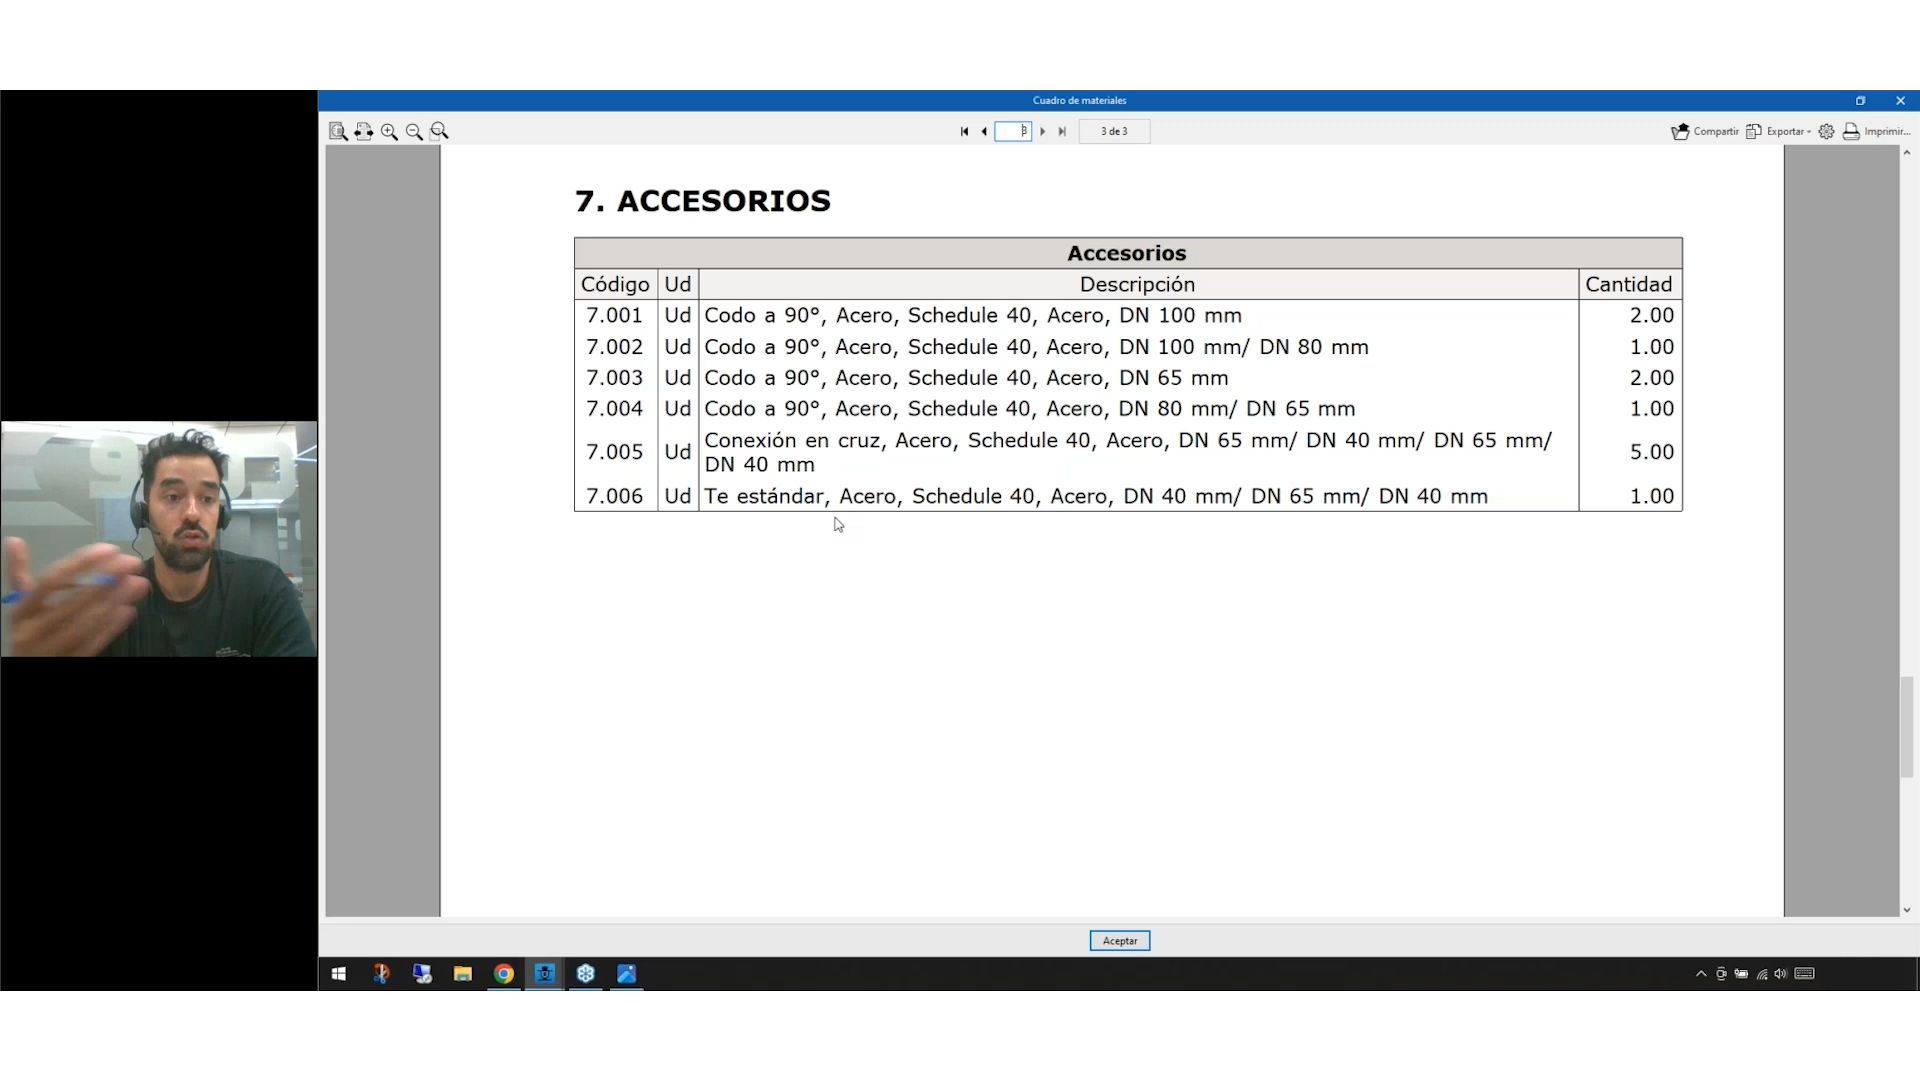 Cuadro de materiales
3
3 de 3
Compartir
Exportar
Imprimir...
7. ACCESORIOS
Accesorios
Código Ud Descripción Cantidad
7.001 Ud Codo a 90°, Acero, Schedule 40, Acero, DN 100 mm 2.00
7.002 Ud Codo a 90°, Acero, Schedule 40, Acero, DN 100 mm/ DN 80 mm 1.00
7.003 Ud Codo a 90°, Acero, Schedule 40, Acero, DN 65 mm 2.00
7.004 Ud Codo a 90°, Acero, Schedule 40, Acero, DN 80 mm/ DN 65 mm 1.00
7.005 Ud Conexión en cruz, Acero, Schedule 40, Acero, DN 65 mm/ DN 40 mm/ DN 65 mm/ 5.00
DN 40 mm
7.006 Ud Te estándar, Acero, Schedule 40, Acero, DN 40 mm/ DN 65 mm/ DN 40 mm 1.00
Aceptar